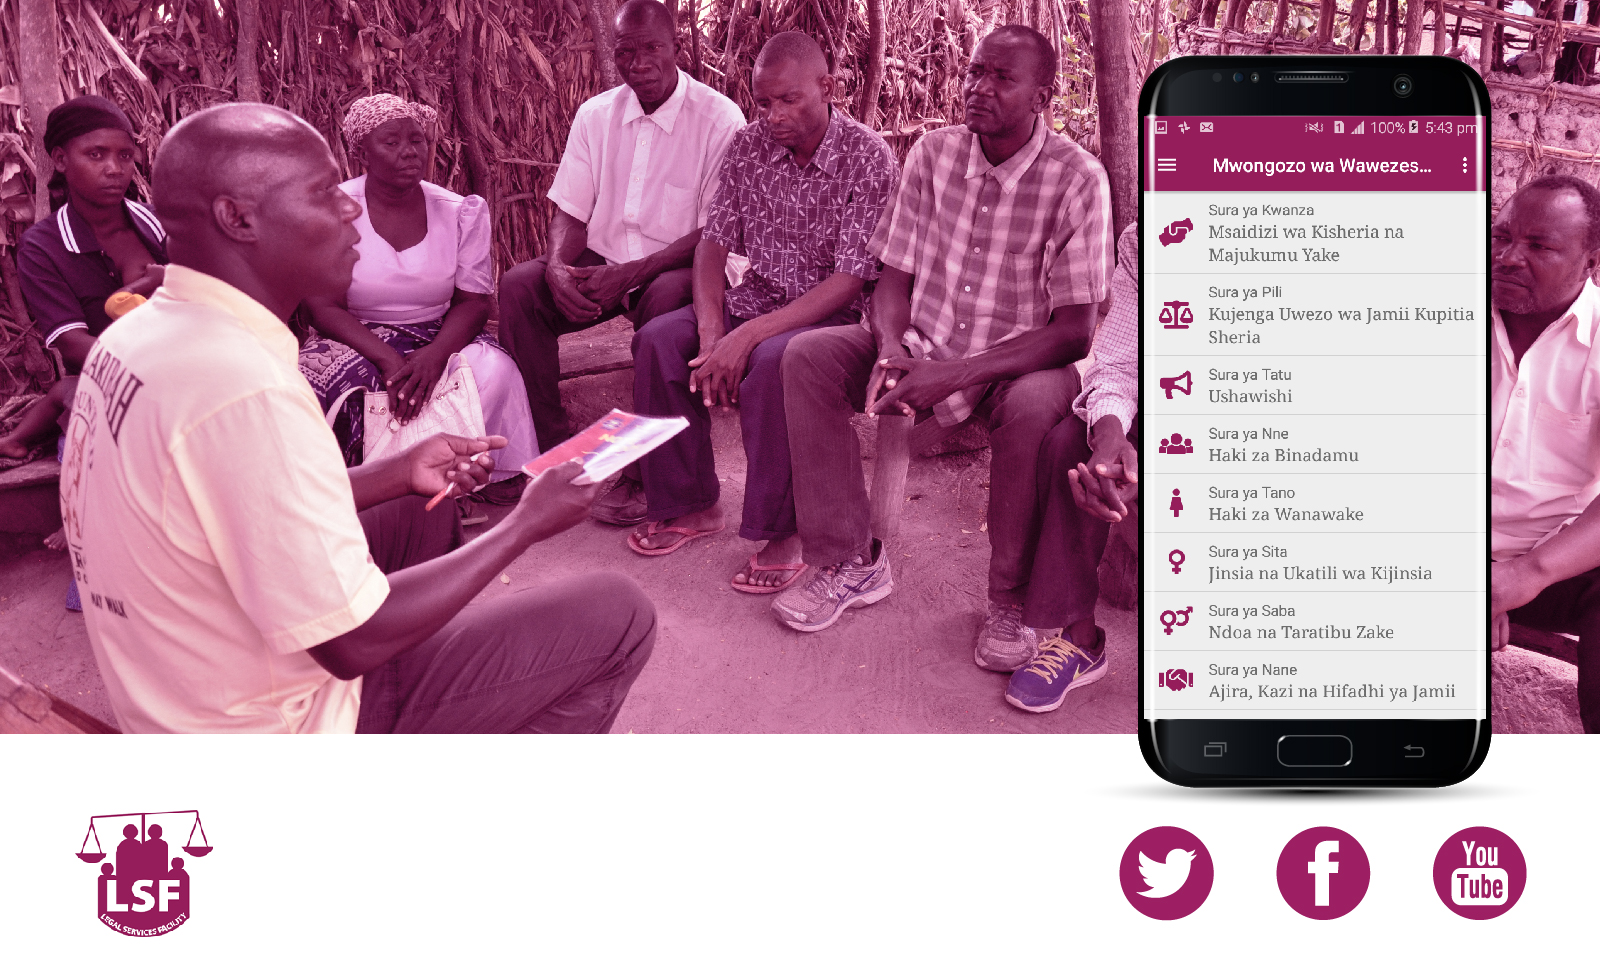 100% 5:43 pm
Mwongozo wa Wawezes...
Sura ya Kwanza
Msaidizi wa Kisheria na
Majukumu Yake
Sura ya Pili
Kujenga Uwezo wa Jamii Kupitia
Sheria
Sura ya Tatu
Ushawishi
Sura ya Nne
Haki za Binadamu
Sura ya Tano
Haki za Wanawake
Sura ya Sita
Jinsia na Ukatili wa Kijinsia
Sura ya Saba
Ndoa na Taratibu Zake
Sura ya Nane
Ajira, Kazi na Hifadhi ya Jamii
MAY WALK
LSF
LEGAL SERVICES FACILITY
You
Tube